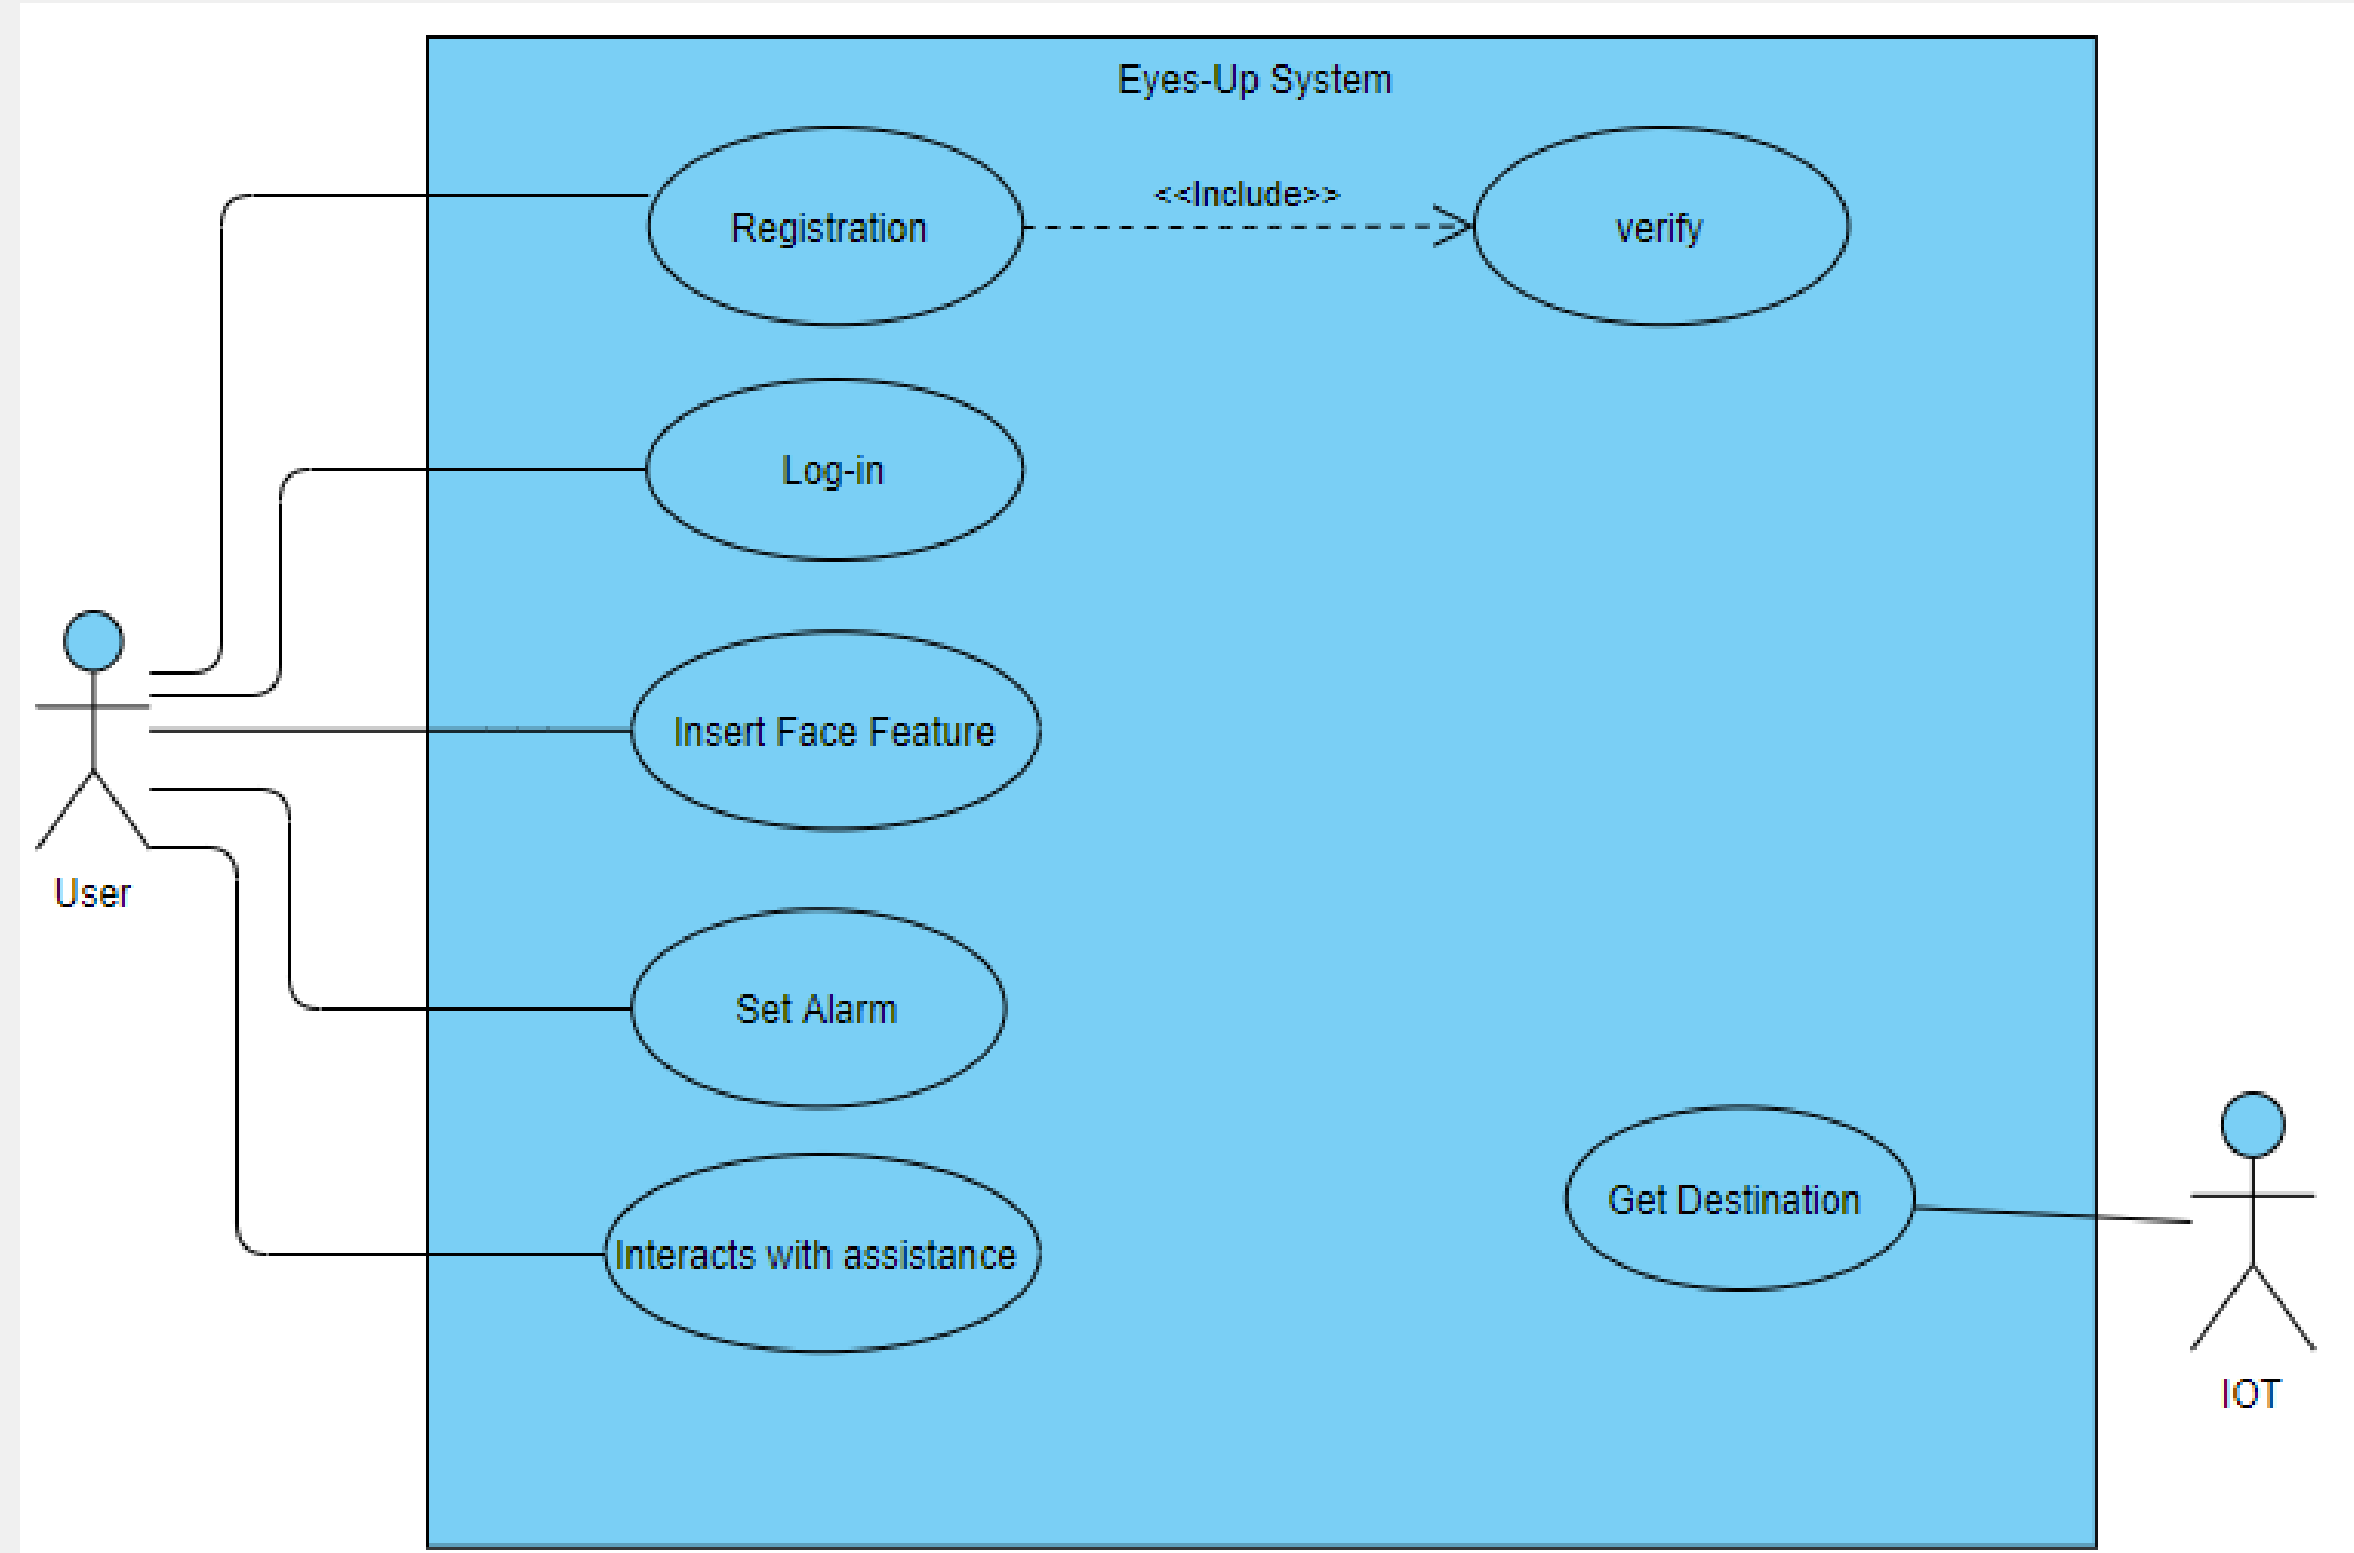 Eyes-Up System
<<Include>>
Registration
verify
Log-in
Insert Face Feature
User
Set Alarm
Get Destination
Interacts with assistance
IOT